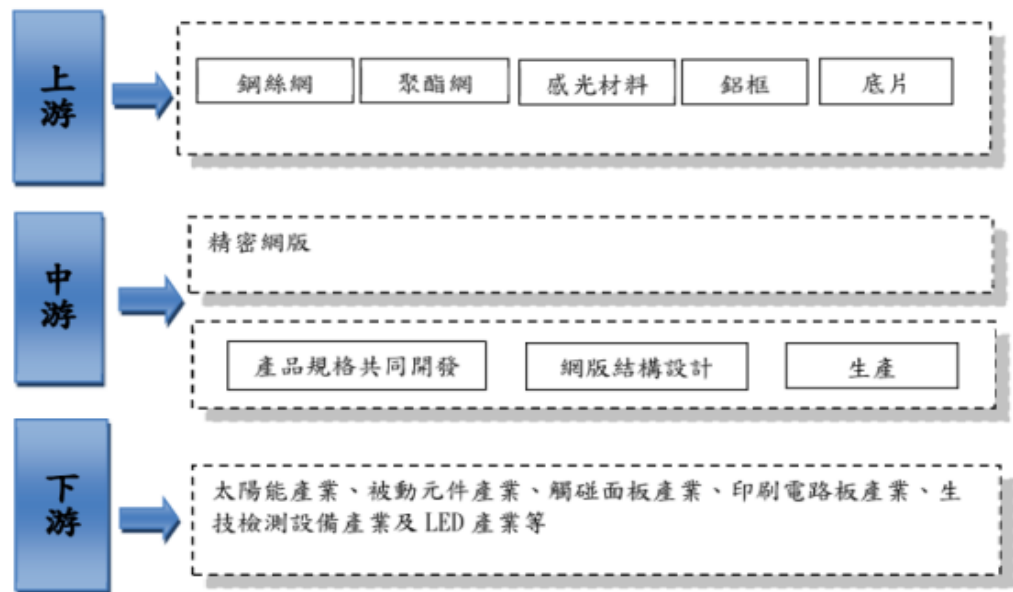 上游
鋼絲網
聚酯網
感光材料
鋁框
底片
中游
精密網版
產品規格共同開發
網版結構設計
生產
下游
太陽能產業、被動元件產業、觸碰面板產業、印刷電路板產業、生
技檢測設備產業及 LED 產業等